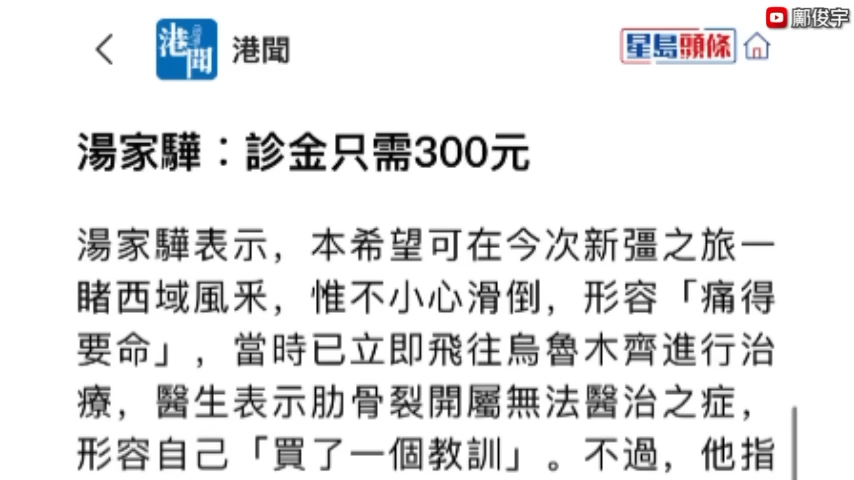 鄺俊宇
港聞
港聞
星島頭條
湯家驊：診金只需300元
湯家驊表示，本希望可在今次新疆之旅一
睹西域風釆，惟不小心滑倒，形容「痛得
要命」，當時已立即飛往烏魯木齊進行治
療，醫生表示肋骨裂開屬無法醫治之症，
形容自己「買了一個教訓」。不過，他指